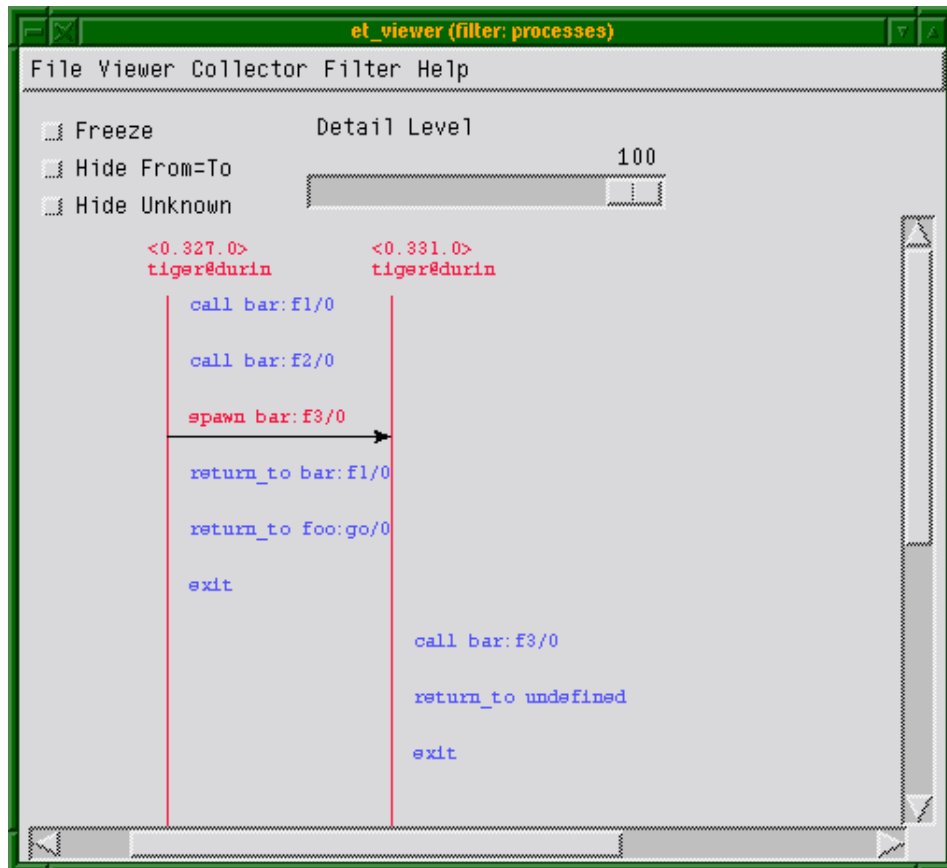 et_viewer (filter: processes)
File Viewer Collector Filter Help
Freeze
Detail Level
Hide From=To
100
Hide Unknown
<0.327.0> <0.331.0>
tiger@durin tiger@durin
call bar:f1/0
call bar:f2/0
spawn bar:f3/0
return_to bar:f1/0
return_to foo:go/0
exit
call bar:f3/0
return_to undefined
exit